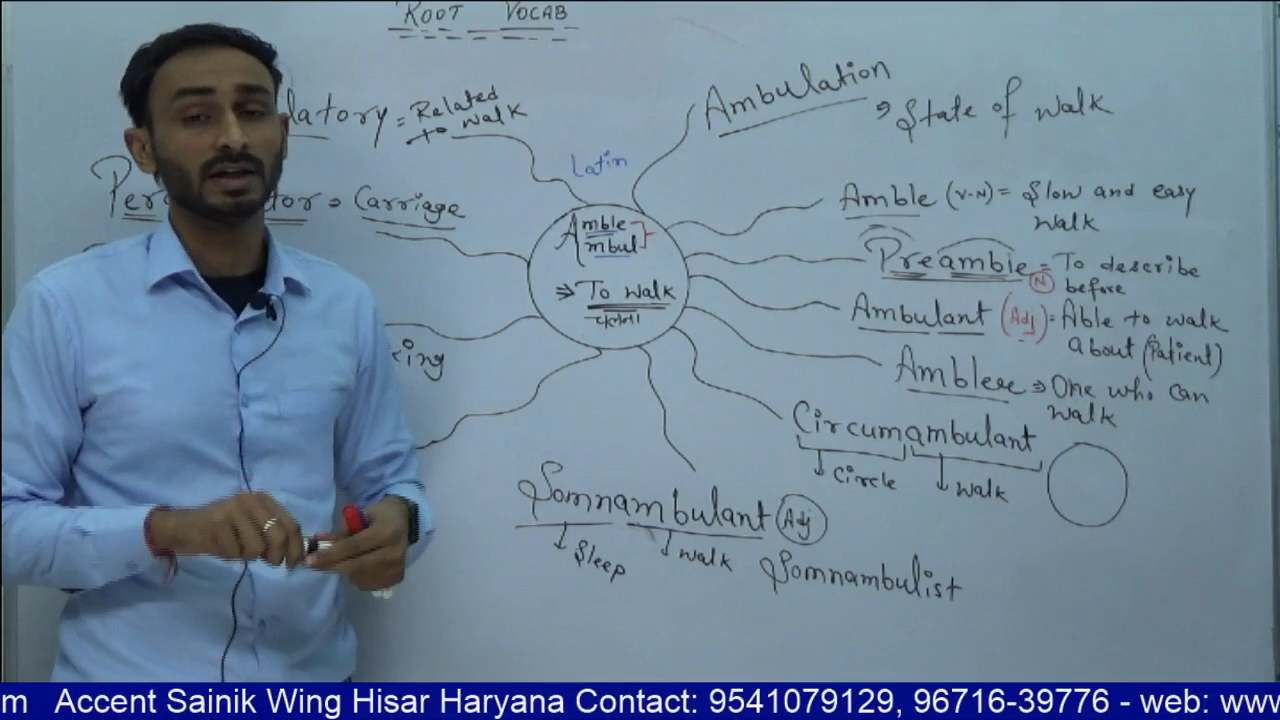 ROOT VOCAB
latory = Related
to walk
Ambulation
State of walk
Latin
Carriage
Amble
mbul
To walk
चलना
Amble (V-N) = Slow and easy
walk
Preamble = To describe
(N) before
Ambulant (Adj) = Able to walk
about (Patient)
Ambler ⇒ One who can
walk
king
Circumambulant
Circle
walk
Somnambulant (Adj)
Sleep
walk
Somnambulist
m Accent Sainik Wing Hisar Haryana Contact: 9541079129, 96716-39776 - web: www